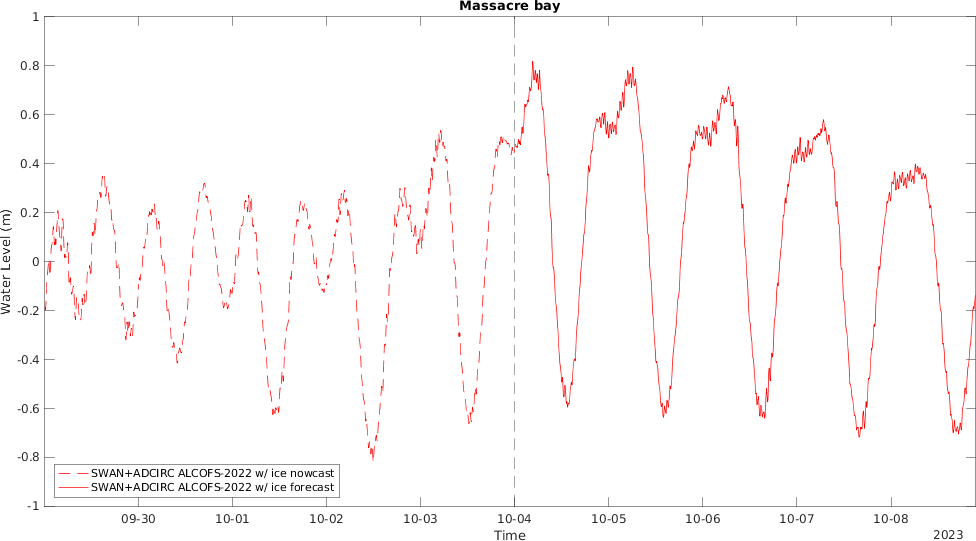 Massacre bay
1
0.8
0.6
0.4
0.2
0
-0.2
-0.4
-0.6
-0.8
-1
Water Level (m)
SWAN+ADCIRC ALCOFS-2022 w/ ice nowcast
SWAN+ADCIRC ALCOFS-2022 w/ ice forecast
09-30 10-01 10-02 10-03 10-04 10-05 10-06 10-07 10-08
Time
2023